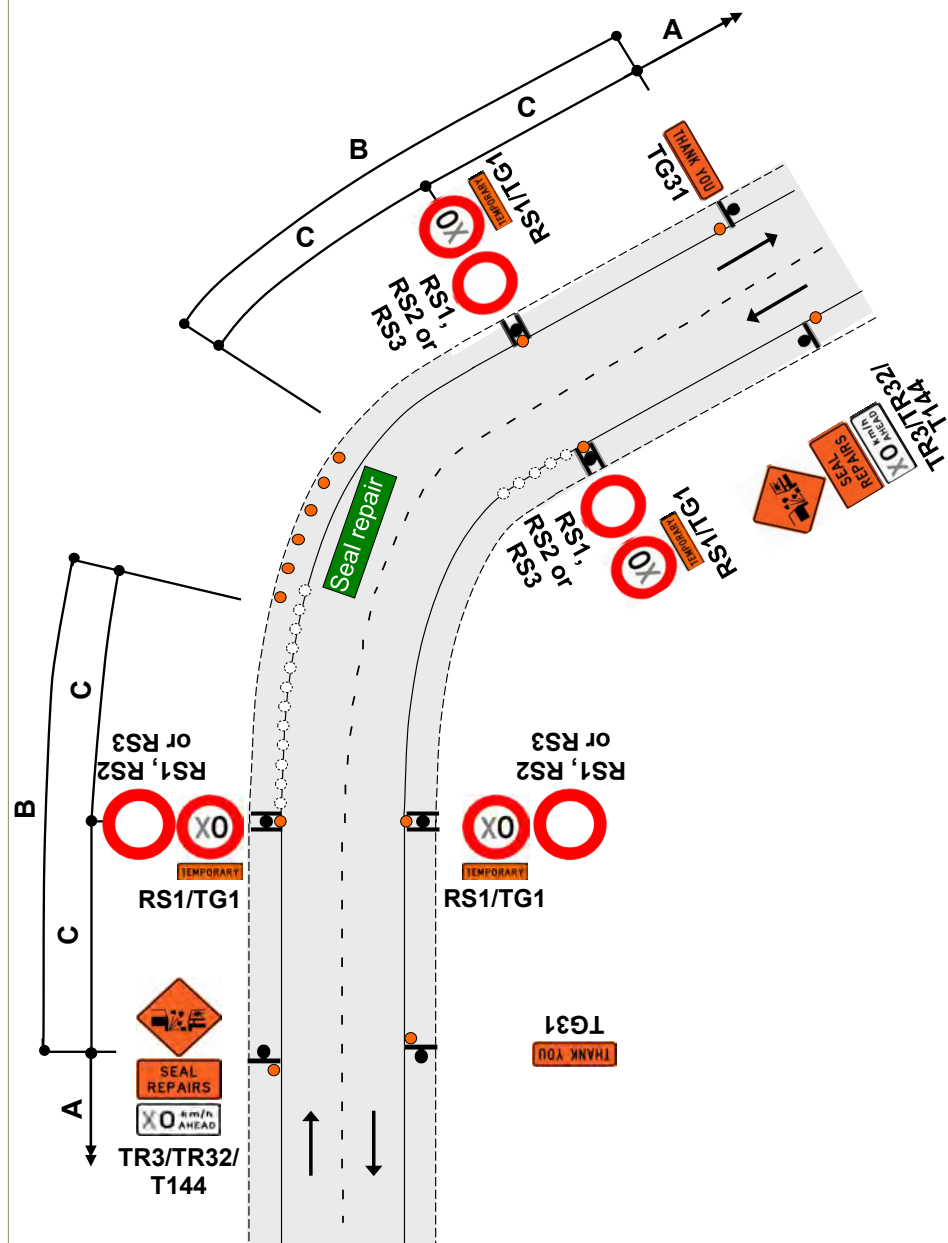 A
C
B
C
THANK YOU
TG31
TEMPORARY
X0
RS1/TG1
RS1,
RS2 or
RS3
TR3/TR32/
T144
X0 km/h
AHEAD
SEAL
REPAIRS
Seal repair
RS1,
RS2 or
RS3
X0
TEMPORARY
RS1/TG1
C
B
C
A
RS1, RS2
or RS3
X0
TEMPORARY
RS1/TG1
RS1, RS2
or RS3
X0
TEMPORARY
RS1/TG1
SEAL
REPAIRS
X0 km/h
AHEAD
TR3/TR32/
T144
TG31
THANK YOU